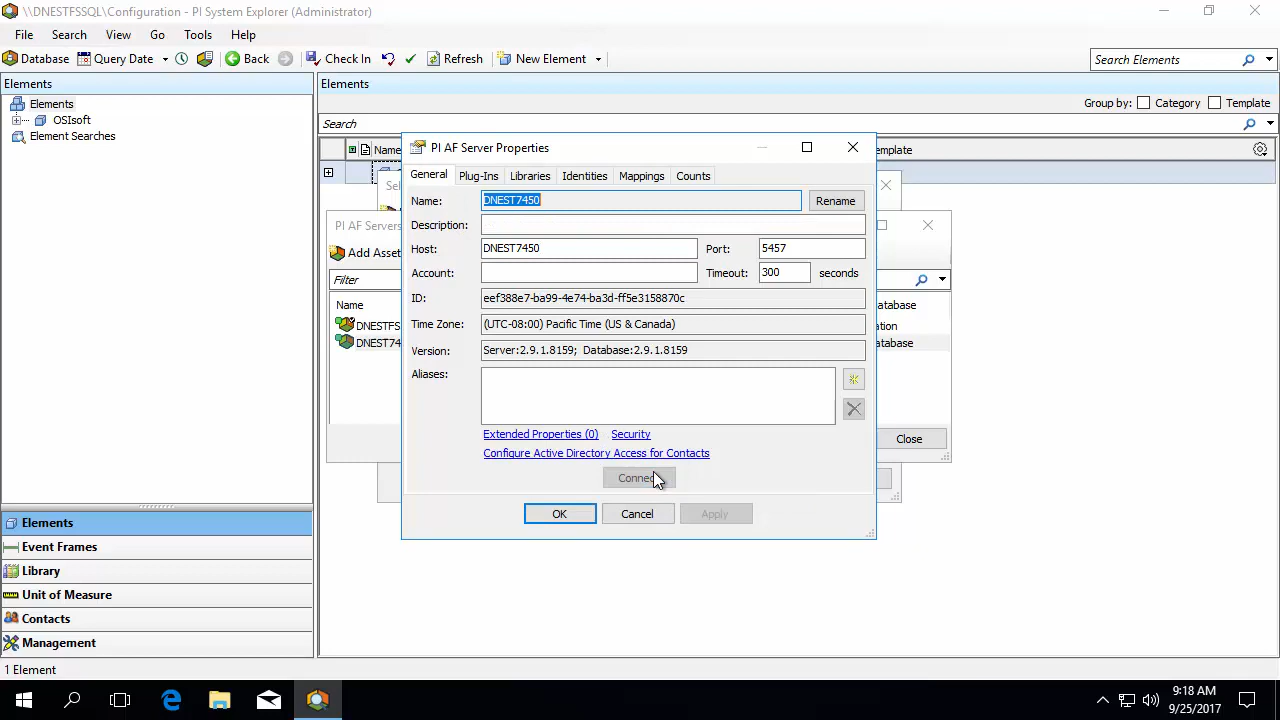 \\DNESTFSSQL\Configuration - PI System Explorer (Administrator)
File Search View Go Tools Help
Database Query Date Back Check In Refresh New Element Search Elements
Elements
Elements
OSIsoft
Element Searches
Elements
Group by: Category Template
Search
Name
emplate
PI AF Servers
Add Asset
Filter
Name
DNESTFS
DNEST74
atabase
ation
atabase
Close
PI AF Server Properties
General Plug-Ins Libraries Identities Mappings Counts
Name: DNEST7450 Rename
Description:
Host: DNEST7450 Port: 5457
Account: Timeout: 300 seconds
ID: eef388e7-ba99-4e74-ba3d-ff5e3158870c
Time Zone: (UTC-08:00) Pacific Time (US & Canada)
Version: Server:2.9.1.8159; Database:2.9.1.8159
Aliases:
Extended Properties (0) Security
Configure Active Directory Access for Contacts
Connect
OK Cancel Apply
Elements
Event Frames
Library
Unit of Measure
Contacts
Management
1 Element
9:18 AM
9/25/2017